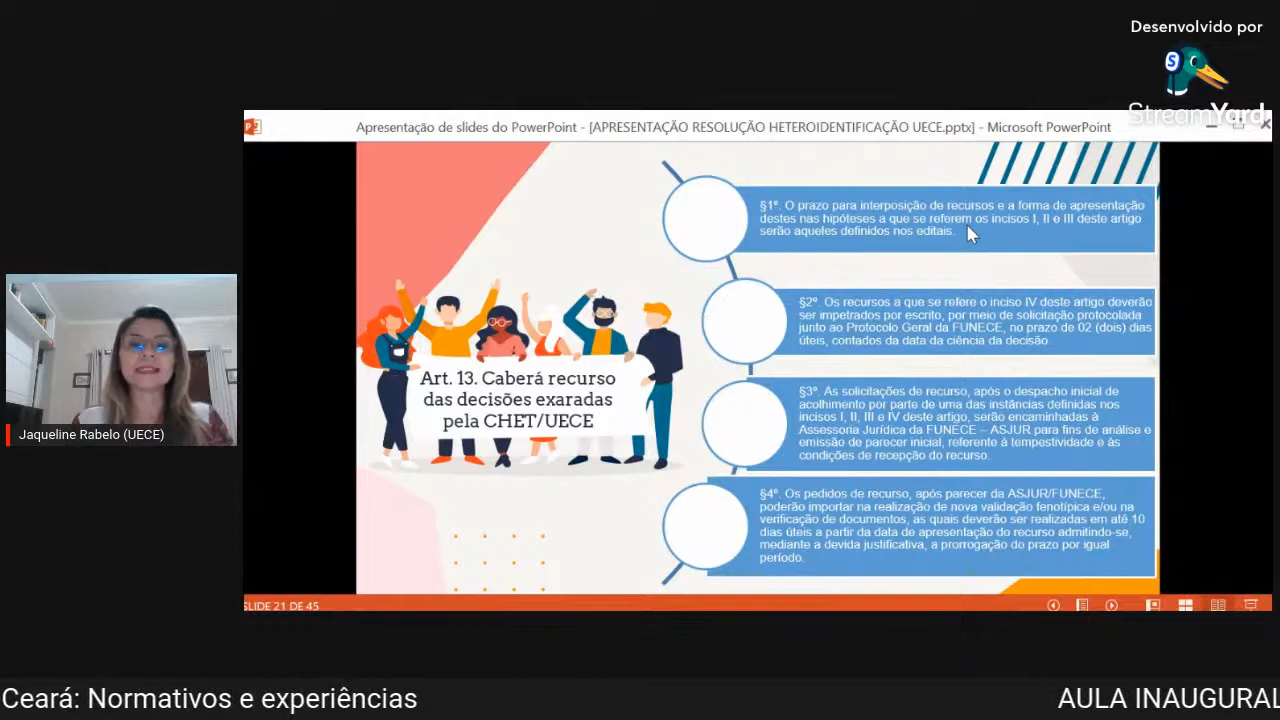 Desenvolvido por
S
StreamYard
Apresentação de slides do PowerPoint - [APRESENTAÇÃO RESOLUÇÃO HETEROIDENTIFICAÇÃO UECE.pptx] - Microsoft PowerPoint
§1º. O prazo para interposição de recursos e a forma de apresentação
destes nas hipóteses a que se referem os incisos I, II e III deste artigo
serão aqueles definidos nos editais.
§2º. Os recursos a que se refere o inciso IV deste artigo deverão
ser impetrados por escrito, por meio de solicitação protocolada
junto ao Protocolo Geral da FUNECE, no prazo de 02 (dois) dias
úteis, contados da data da ciência da decisão.
Art. 13. Caberá recurso
das decisões exaradas
pela CHET/UECE
§3º. As solicitações de recurso, após o despacho inicial de
acolhimento por parte de uma das instâncias definidas nos
incisos I, II, III e IV deste artigo, serão encaminhadas à
Assessoria Jurídica da FUNECE – ASJUR para fins de análise e
emissão de parecer inicial, referente à tempestividade e às
condições de recepção do recurso.
§4º. Os pedidos de recurso, após parecer da ASJUR/FUNECE,
poderão importar na realização de nova validação fenotípica e/ou na
verificação de documentos, as quais deverão ser realizadas em até 10
dias úteis a partir da data de apresentação do recurso admitindo-se,
mediante a devida justificativa, a prorrogação do prazo por igual
período.
Jaqueline Rabelo (UECE)
SLIDE 21 DE 45
Ceará: Normativos e experiências
AULA INAUGURAL